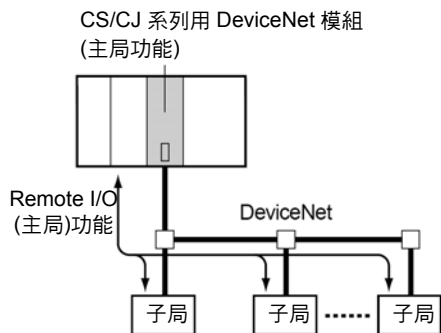 CS/CJ 系列用 DeviceNet 模組
(主局功能)
Remote I/O
(主局)功能
DeviceNet
子局
子局
子局